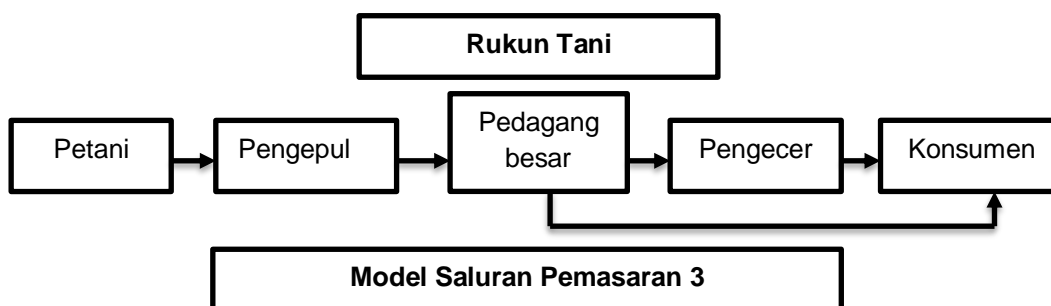 Rukun Tani
Petani
Pengepul
Pedagang
besar
Pengecer
Konsumen
Model Saluran Pemasaran 3